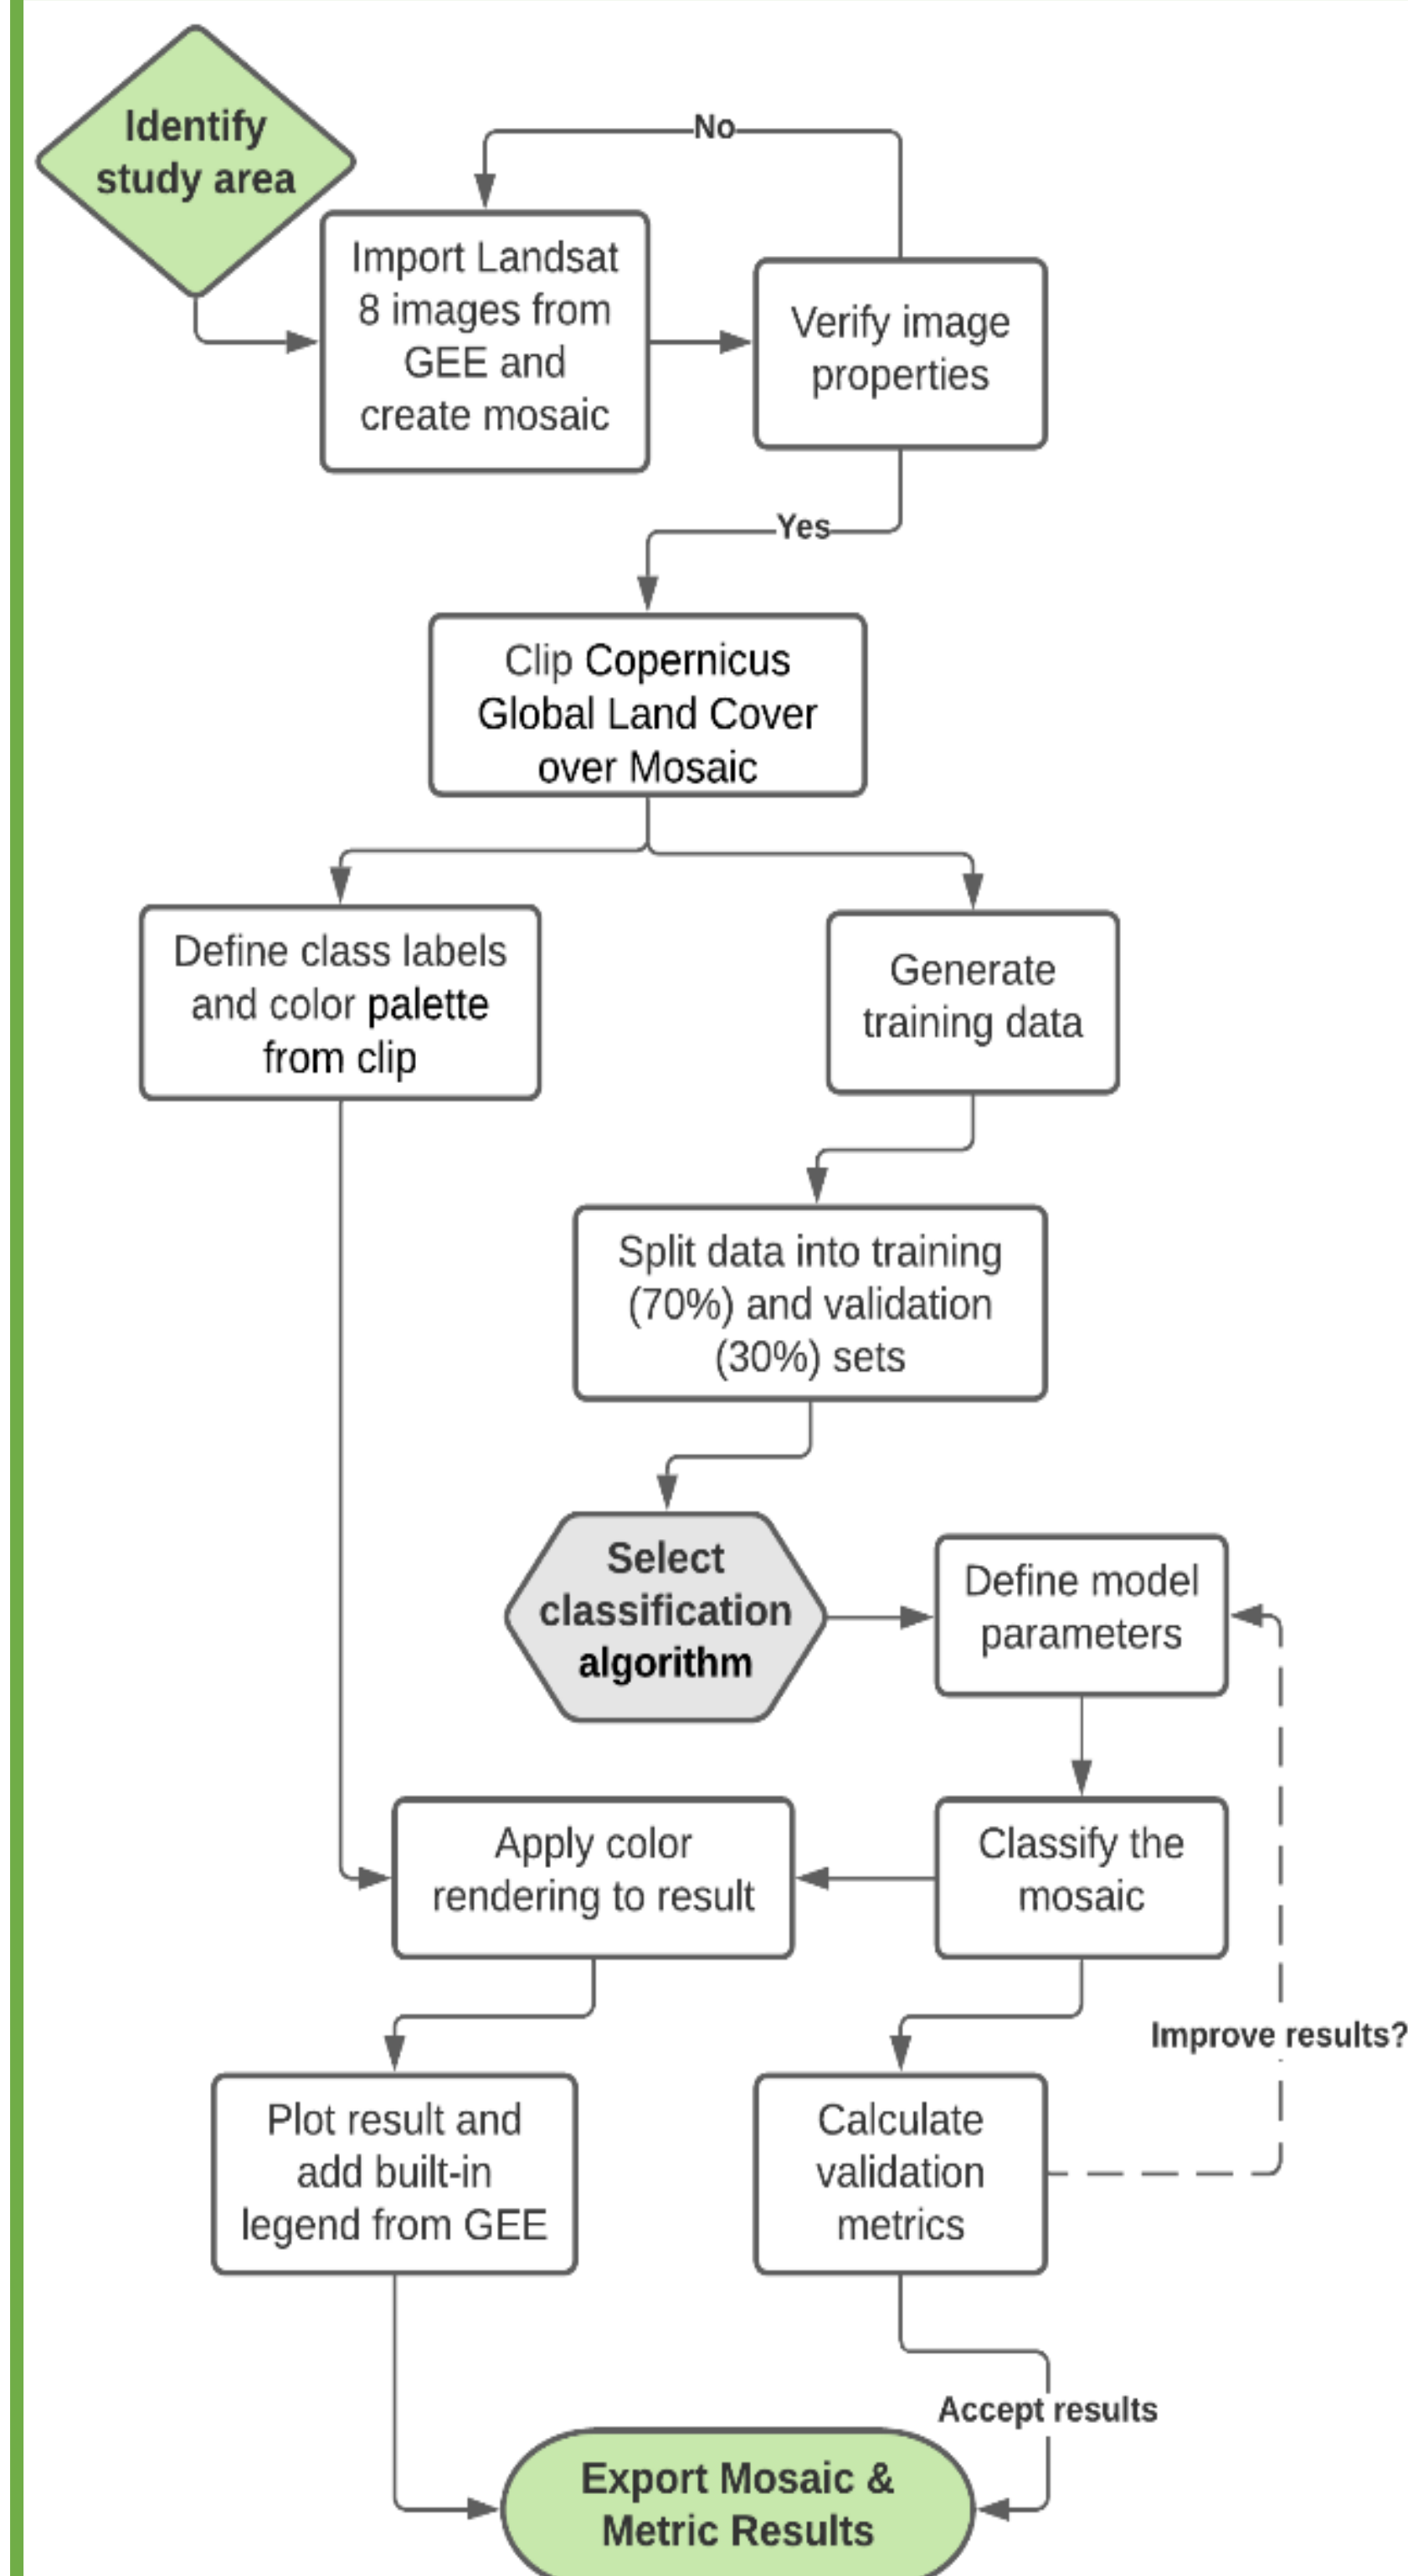 Identify
study area
No
Import Landsat
8 images from
GEE and
create mosaic
Verify image
properties
Yes
Clip Copernicus
Global Land Cover
over Mosaic
Define class labels
and color palette
from clip
Generate
training data
Split data into training
(70%) and validation
(30%) sets
Select
classification
algorithm
Define model
parameters
Apply color
rendering to result
Classify the
mosaic
Improve results?
Plot result and
add built-in
legend from GEE
Calculate
validation
metrics
Accept results
Export Mosaic &
Metric Results